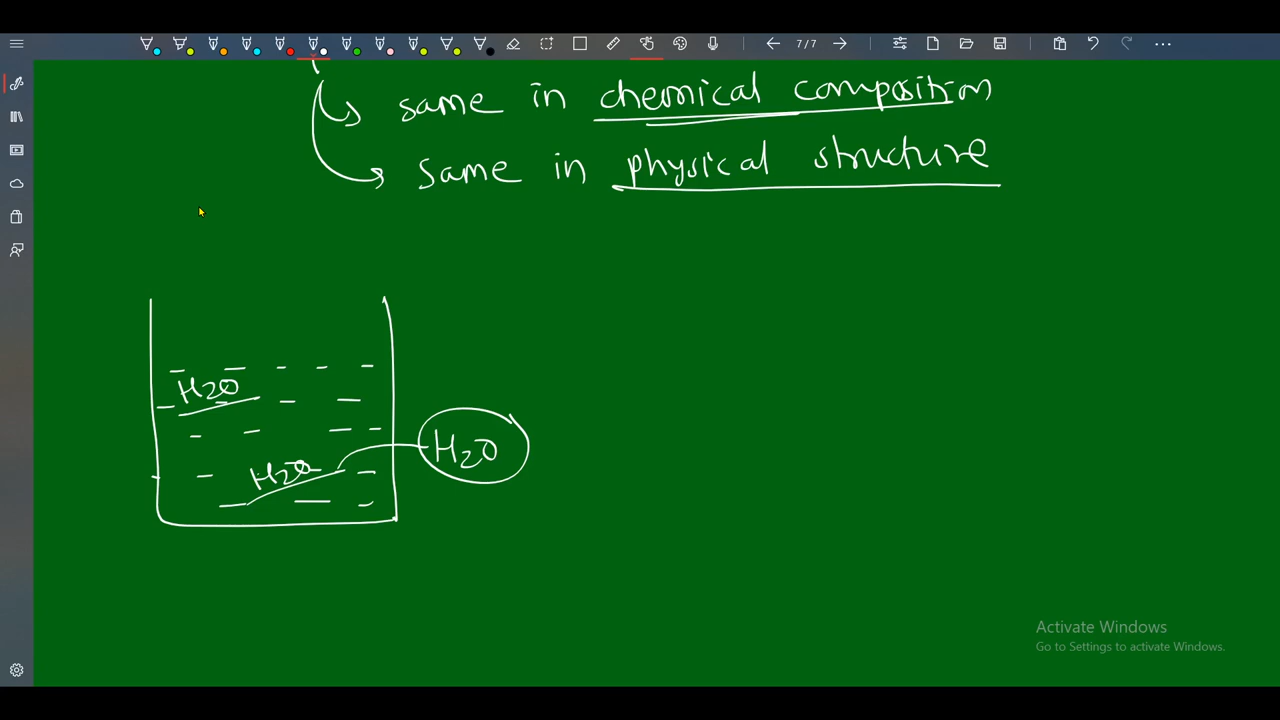 7/7
same in chemical composition
same in physical structure
H2O
H2O
H2O
Activate Windows
Go to Settings to activate Windows.